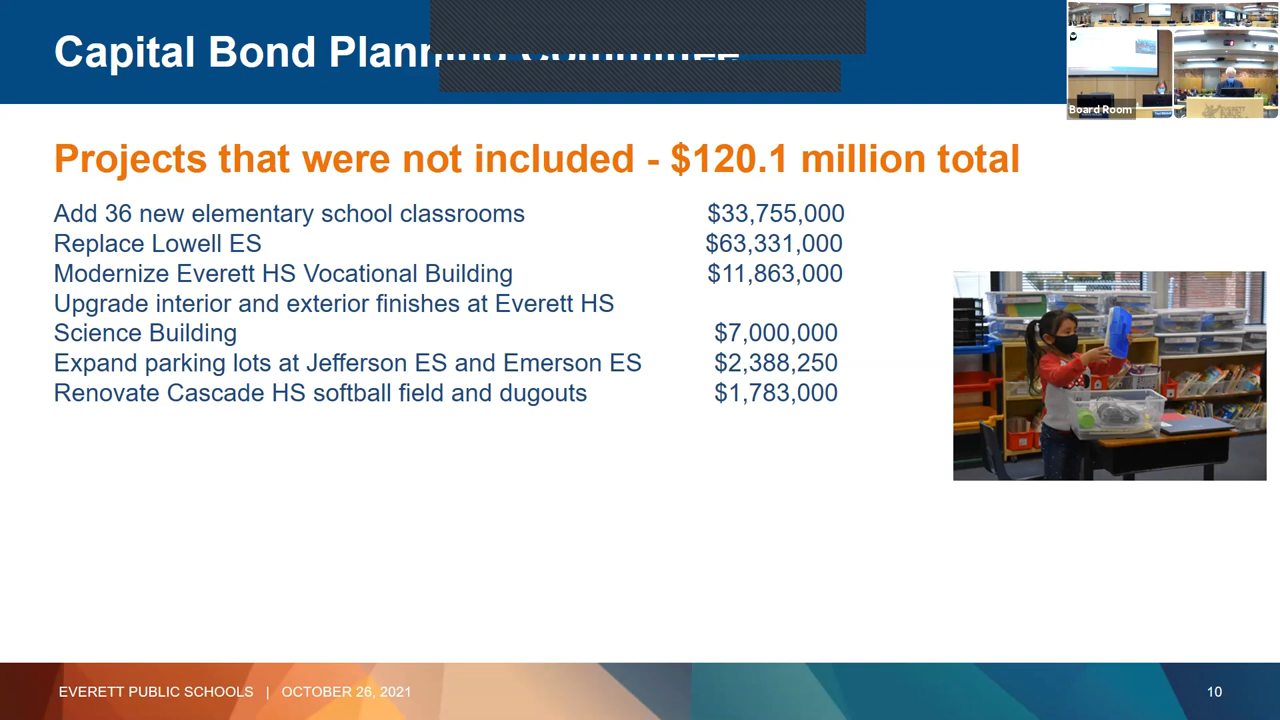 Capital Bond Planning Committee
Board Room
Projects that were not included - $120.1 million total
Add 36 new elementary school classrooms $33,755,000
Replace Lowell ES $63,331,000
Modernize Everett HS Vocational Building $11,863,000
Upgrade interior and exterior finishes at Everett HS
Science Building $7,000,000
Expand parking lots at Jefferson ES and Emerson ES $2,388,250
Renovate Cascade HS softball field and dugouts $1,783,000
EVERETT PUBLIC SCHOOLS | OCTOBER 26, 2021
10